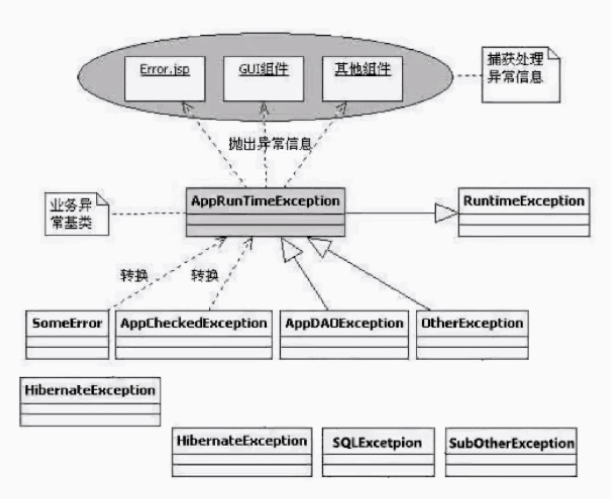 Error.jsp
GUI组件
其他组件
捕获处理
异常信息
抛出异常信息
业务异
常基类
AppRunTimeException
RuntimeException
转换
转换
SomeError
AppCheckedException
AppDAOException
OtherException
HibernateException
HibernateException
SQLExcetpion
SubOtherException